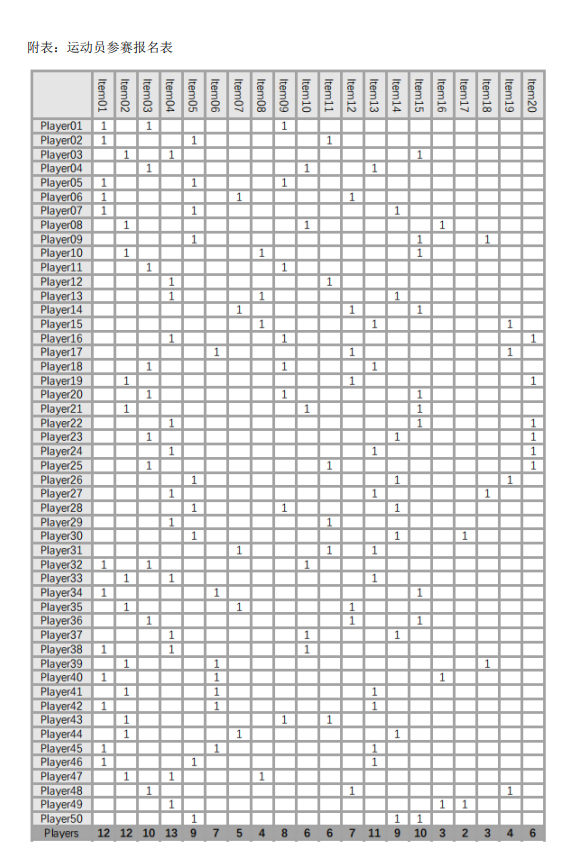 附表：运动员参赛报名表
Item01 Item02 Item03 Item04 Item05 Item06 Item07 Item08 Item09 Item10 Item11 Item12 Item13 Item14 Item15 Item16 Item17 Item18 Item19 Item20
Player01 1 1 1
Player02 1 1 1
Player03 1 1 1
Player04 1 1 1
Player05 1 1 1
Player06 1 1 1
Player07 1 1 1
Player08 1 1 1
Player09 1 1 1
Player10 1 1 1
Player11 1 1
Player12 1 1
Player13 1 1 1
Player14 1 1 1
Player15 1 1 1
Player16 1 1 1
Player17 1 1 1
Player18 1 1 1
Player19 1 1 1
Player20 1 1 1
Player21 1 1 1
Player22 1 1 1
Player23 1 1 1
Player24 1 1 1
Player25 1 1 1
Player26 1 1 1
Player27 1 1 1
Player28 1 1 1
Player29 1 1
Player30 1 1 1
Player31 1 1 1
Player32 1 1 1
Player33 1 1 1
Player34 1 1 1
Player35 1 1 1
Player36 1 1 1
Player37 1 1 1
Player38 1 1 1
Player39 1 1 1
Player40 1 1 1
Player41 1 1 1
Player42 1 1 1
Player43 1 1 1
Player44 1 1 1
Player45 1 1 1
Player46 1 1 1
Player47 1 1 1
Player48 1 1 1
Player49 1 1 1
Player50 1 1 1
Players 12 12 10 13 9 7 5 4 8 6 6 7 11 9 10 3 2 3 4 6